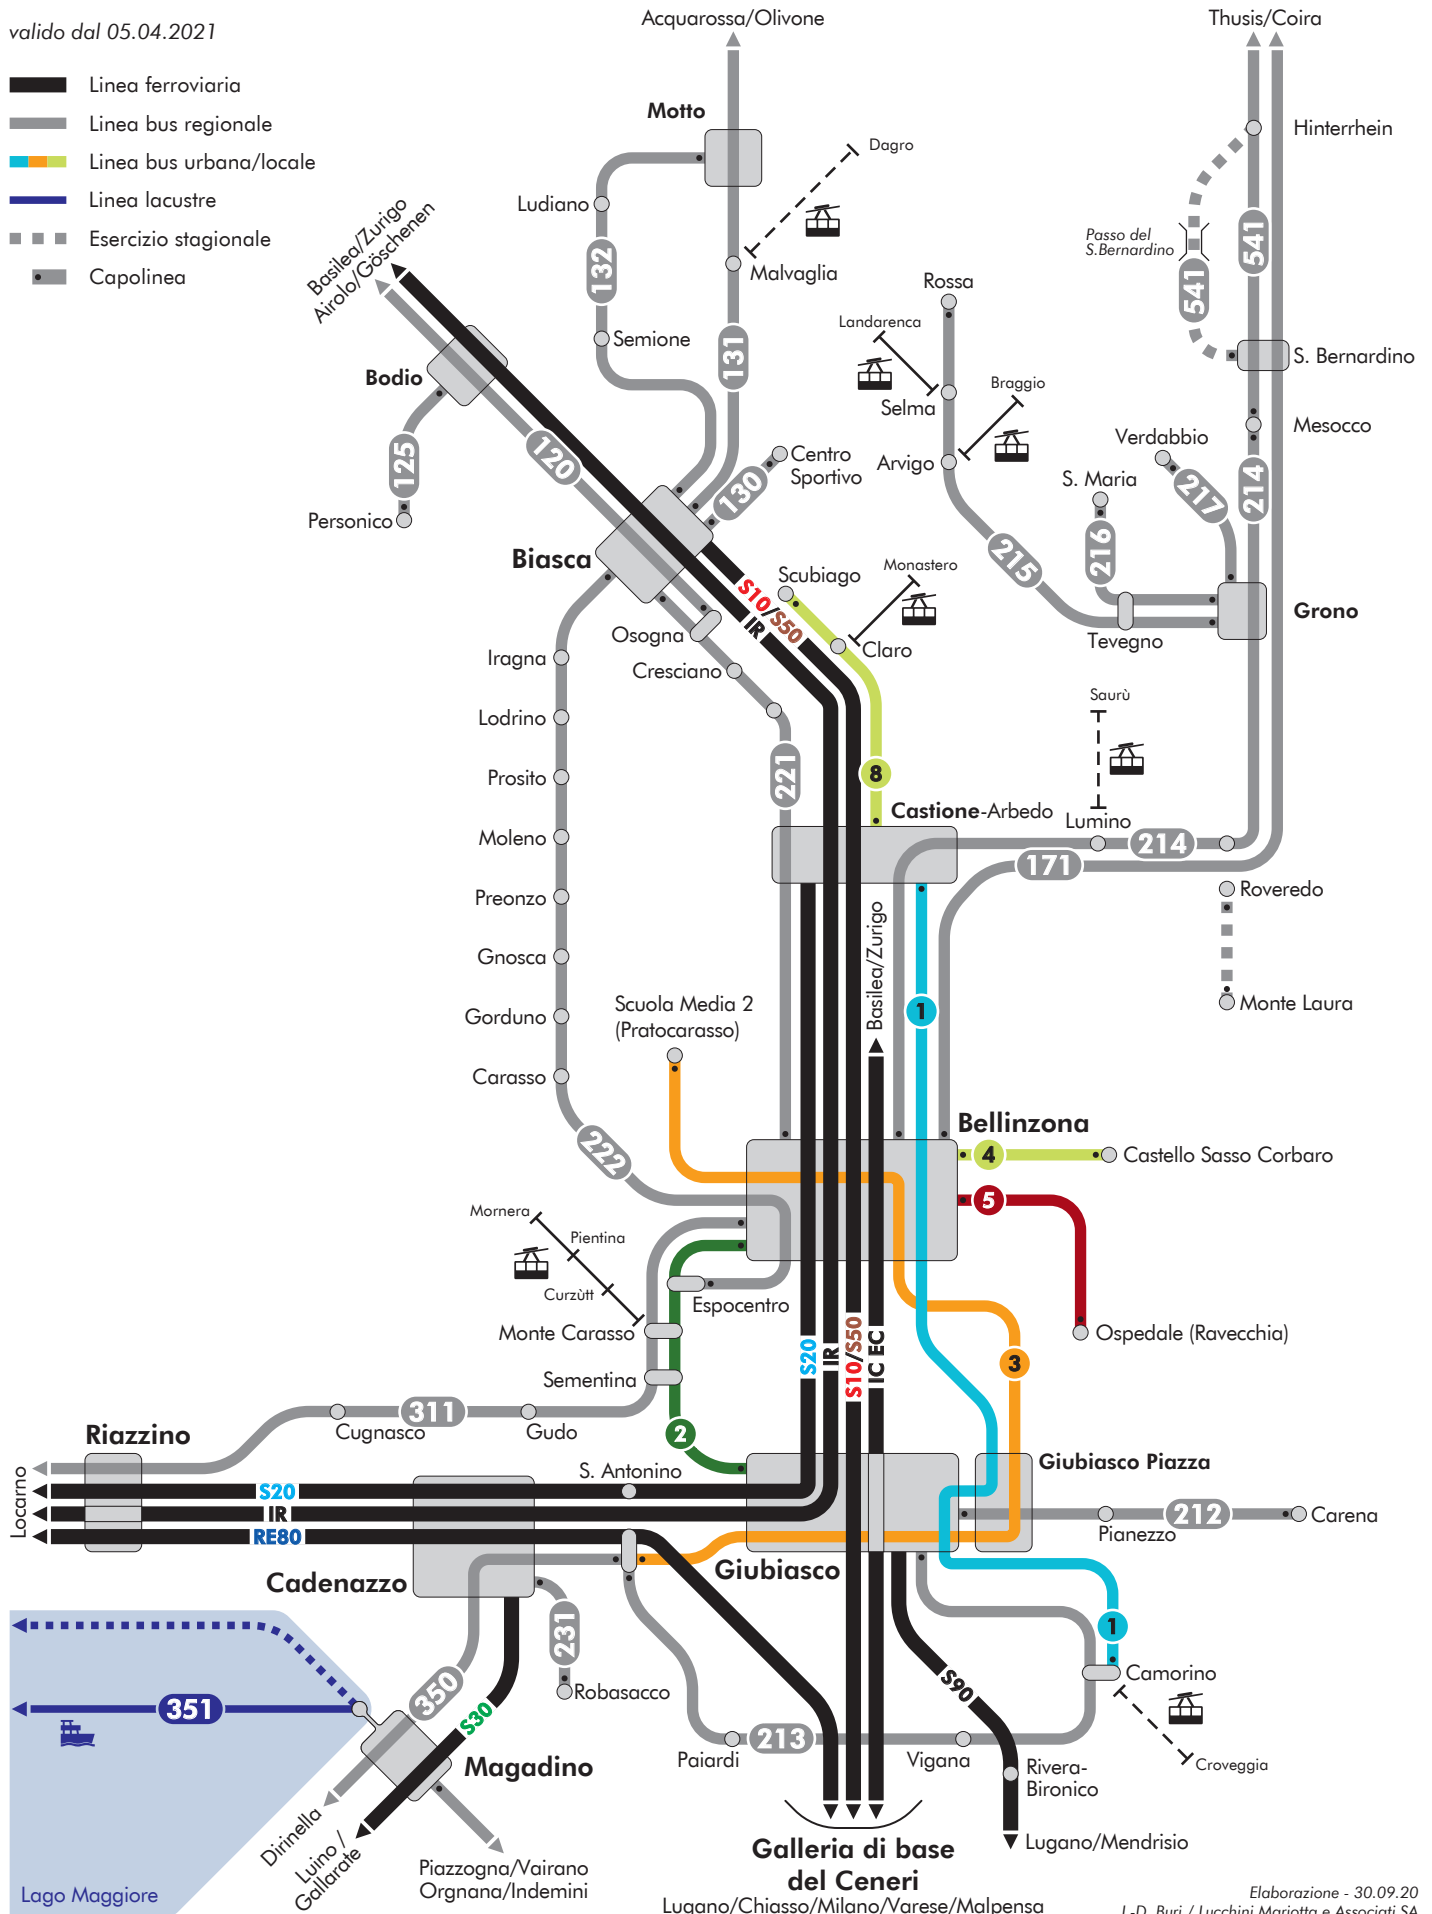 valido dal 05.04.2021
Linea ferroviaria
Linea bus regionale
Linea bus urbana/locale
Linea lacustre
Esercizio stagionale
Capolinea
Acquarossa/Olivone
Thusis/Coira
Motto
Dagro
Hinterrhein
Ludiano
Basilea/Zurigo
Airolo/Göschenen
132
Malvaglia
Passo del
S.Bernardino
541
541
Rossa
Landarenca
Semione
131
S. Bernardino
Bodio
Braggio
Selma
Mesocco
125
120
Centro
Sportivo
130
Arvigo
Verdabbio
S. Maria
217
214
Personico
216
Biasca
215
Monastero
Scubiago
S10/S50
IR
Grono
Osogna
Claro
Tevegno
Iragna
Cresciano
Saurù
Lodrino
221
8
Prosito
Castione-Arbedo
Lumino
214
Moleno
171
Roveredo
Preonzo
Basilea/Zurigo
Gnosca
Monte Laura
Scuola Media 2
(Pratocarasso)
1
Gorduno
Carasso
Bellinzona
222
4
Castello Sasso Corbaro
5
Mornera
Pientina
Curzùtt
Espocentro
Monte Carasso
Ospedale (Ravecchia)
S20
IR
S10/S50
IC EC
3
Sementina
311
Cugnasco
Gudo
2
Riazzino
S. Antonino
Giubiasco Piazza
Locarno
S20
IR
RE80
Pianezzo
212
Carena
Giubiasco
Cadenazzo
231
1
351
350
Robasacco
S30
S90
Camorino
Paiardi
213
Vigana
Croveggia
Magadino
Rivera-
Bironico
Dirinella
Luino /
Gallarate
Lugano/Mendrisio
Galleria di base
del Ceneri
Piazzogna/Vairano
Orgnana/Indemini
Lago Maggiore
Lugano/Chiasso/Milano/Varese/Malpensa
Elaborazione - 30.09.20
J.-D. Buri / Lucchini Mariotta e Associati SA